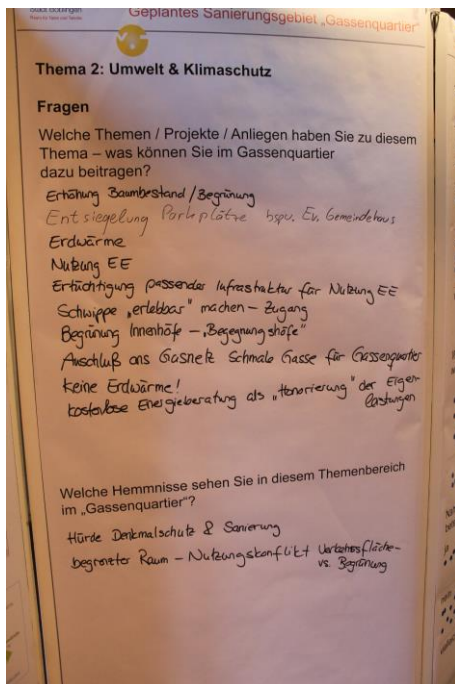 Geplantes Sanierungsgebiet „Gassenquartier“
Thema 2: Umwelt & Klimaschutz
Fragen
Welche Themen / Projekte / Anliegen haben Sie zu diesem
Thema – was können Sie im Gassenquartier
dazu beitragen?
Erhöhung Baumbestand / Begrünung
Entsiegelung Parkplätze bspw. Ev. Gemeindehaus
Erdwärme
Nutzung EE
Ertüchtigung passender Infrastruktur für Nutzung EE
Schwippe „erlebbar“ machen – Zugang
Begrünung Innenhöfe – „Begegnungshöfe“
Anschluß ans Gasnetz Schmale Gasse für Gassenquartier
keine Erdwärme!
kostenlose Energieberatung als „Honorierung“ der Eigen-
leistungen
Welche Hemmnisse sehen Sie in diesem Themenbereich
im „Gassenquartier“?
Hürde Denkmalschutz & Sanierung
begrenzter Raum – Nutzungskonflikt Verkehrsfläche-
vs. Begrünung